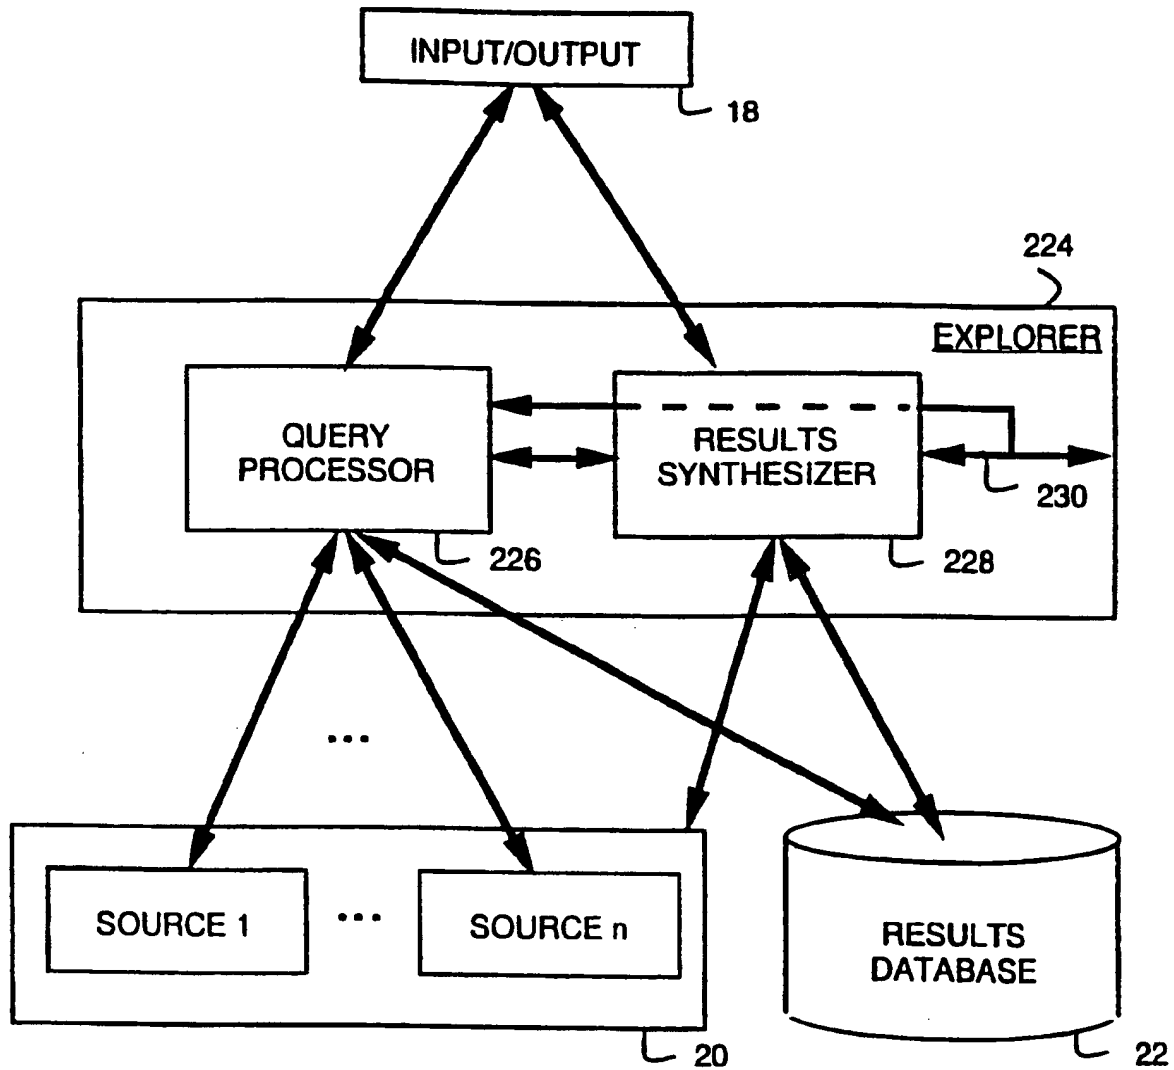 INPUT/OUTPUT
18
224
EXPLORER
QUERY
PROCESSOR
RESULTS
SYNTHESIZER
230
226
228
...
SOURCE 1
...
SOURCE n
RESULTS
DATABASE
20
22